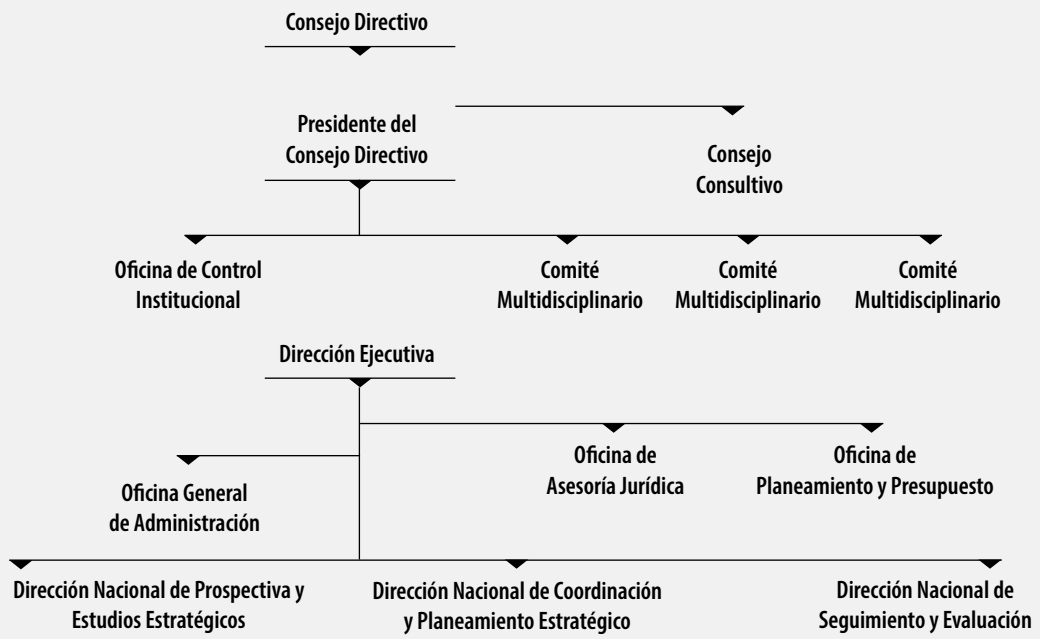 Consejo Directivo
Presidente del
Consejo Directivo
Consejo
Consultivo
Oficina de Control
Institucional
Comité
Multidisciplinario
Comité
Multidisciplinario
Comité
Multidisciplinario
Dirección Ejecutiva
Oficina de
Asesoría Jurídica
Oficina de
Planeamiento y Presupuesto
Oficina General
de Administración
Dirección Nacional de Prospectiva y
Estudios Estratégicos
Dirección Nacional de Coordinación
y Planeamiento Estratégico
Dirección Nacional de
Seguimiento y Evaluación